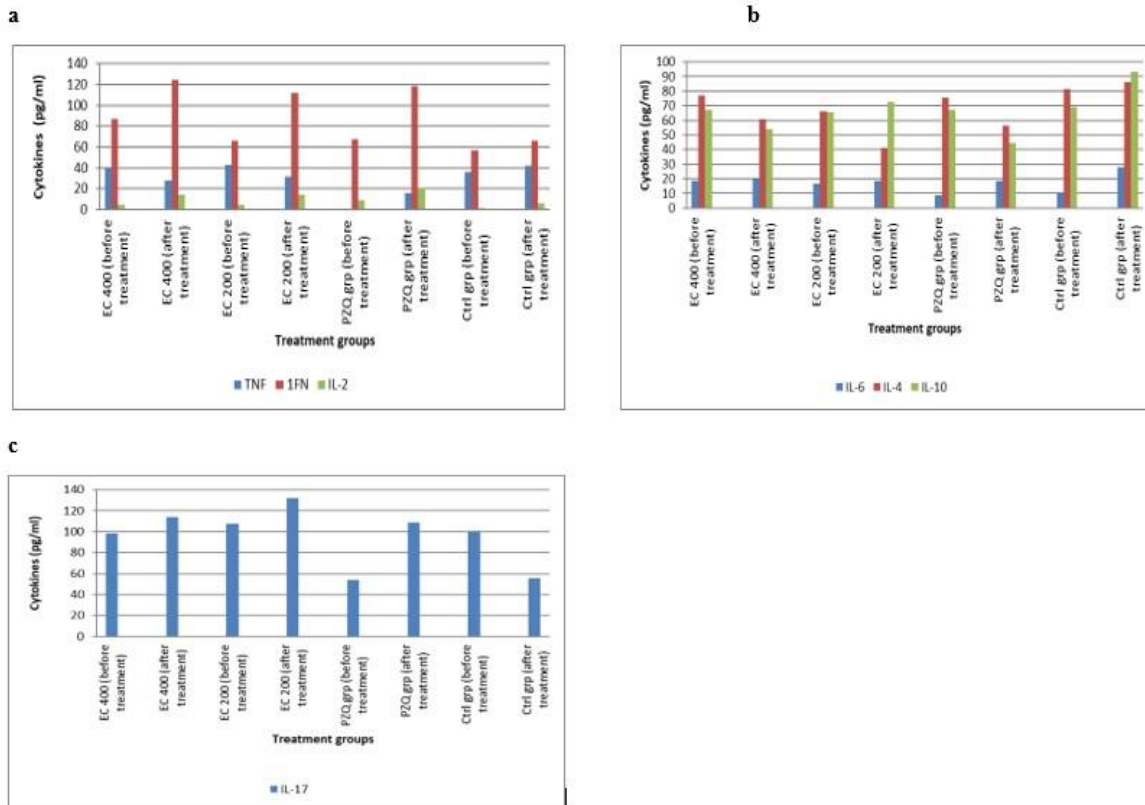 a
140
120
100
80
60
40
20
0
Cytokines (pg/ml)
EC 400 (before treatment)
EC 400 (after treatment)
EC 200 (before treatment)
EC 200 (after treatment)
PZQ grp (before treatment)
PZQ grp (after treatment)
Ctrl grp (before treatment)
Ctrl grp (after treatment)
Treatment groups
TNF 1FN IL-2
b
100
90
80
70
60
50
40
30
20
10
0
Cytokines (pg/ml)
EC 400 (before treatment)
EC 400 (after treatment)
EC 200 (before treatment)
EC 200 (after treatment)
PZQ grp (before treatment)
PZQ grp (after treatment)
Ctrl grp (before treatment)
Ctrl grp (after treatment)
Treatment groups
IL-6 IL-4 IL-10
c
140
120
100
80
60
40
20
0
Cytokines (pg/ml)
EC 400 (before treatment)
EC 400 (after treatment)
EC 200 (before treatment)
EC 200 (after treatment)
PZQ grp (before treatment)
PZQ grp (after treatment)
Ctrl grp (before treatment)
Ctrl grp (after treatment)
Treatment groups
IL-17